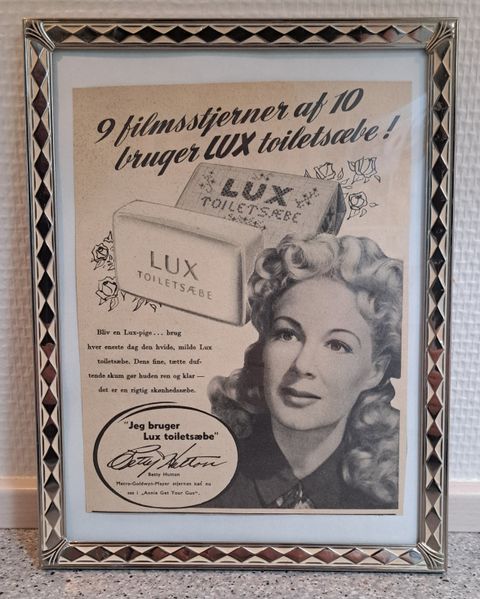 9 filmsstjerner af 10
bruger LUX toiletsæbe!
LUX
TOILETSÆBE
LUX
TOILETSÆBE
Bliv en Lux-pige... brug
hver eneste dag den hvide, milde Lux
toiletsæbe. Dens fine, tætte duf-
tende skum gør huden ren og klar —
det er en rigtig skønhedssæbe.
"Jeg bruger
Lux toiletsæbe"
Betty Hutton
Betty Hutton
Metro-Goldwyn-Mayer stjernen kan nu
ses i „Annie Get Your Gun".